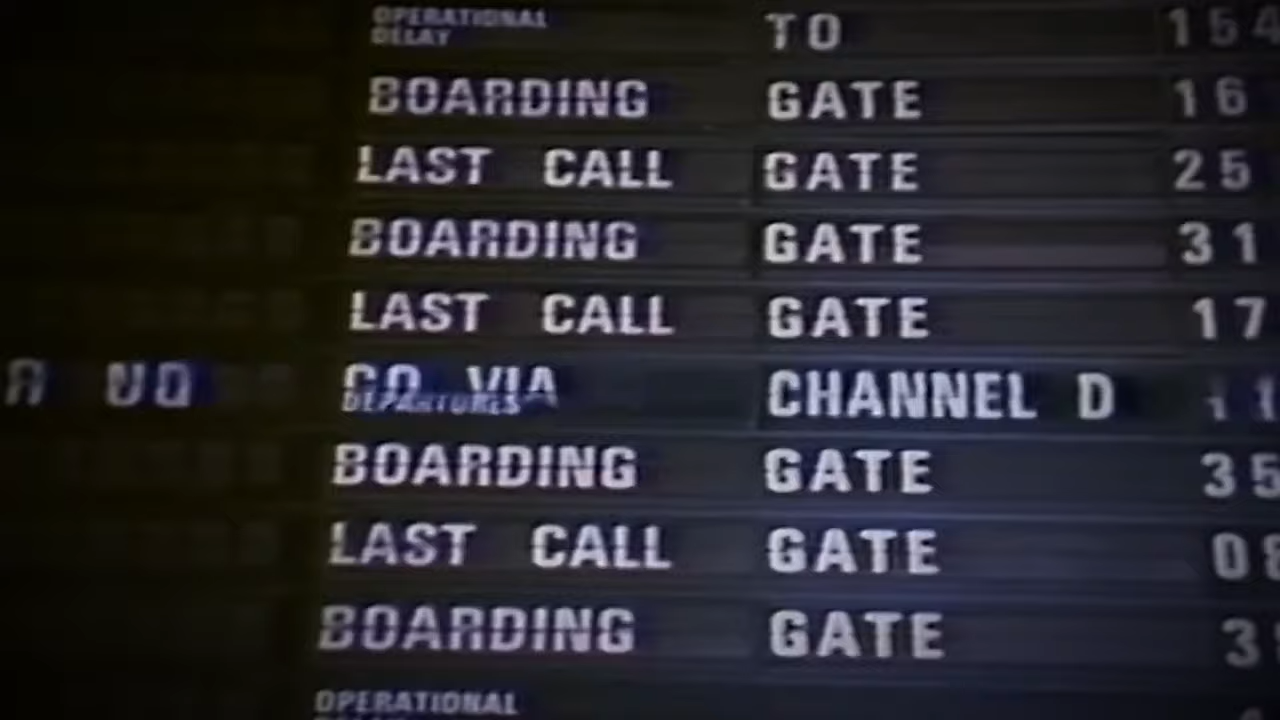 OPERATIONAL DELAY TO 154
BOARDING GATE 16
LAST CALL GATE 25
BOARDING GATE 31
LAST CALL GATE 17
GO VIA DEPARTURES CHANNEL D
BOARDING GATE 35
LAST CALL GATE 08
BOARDING GATE
OPERATIONAL